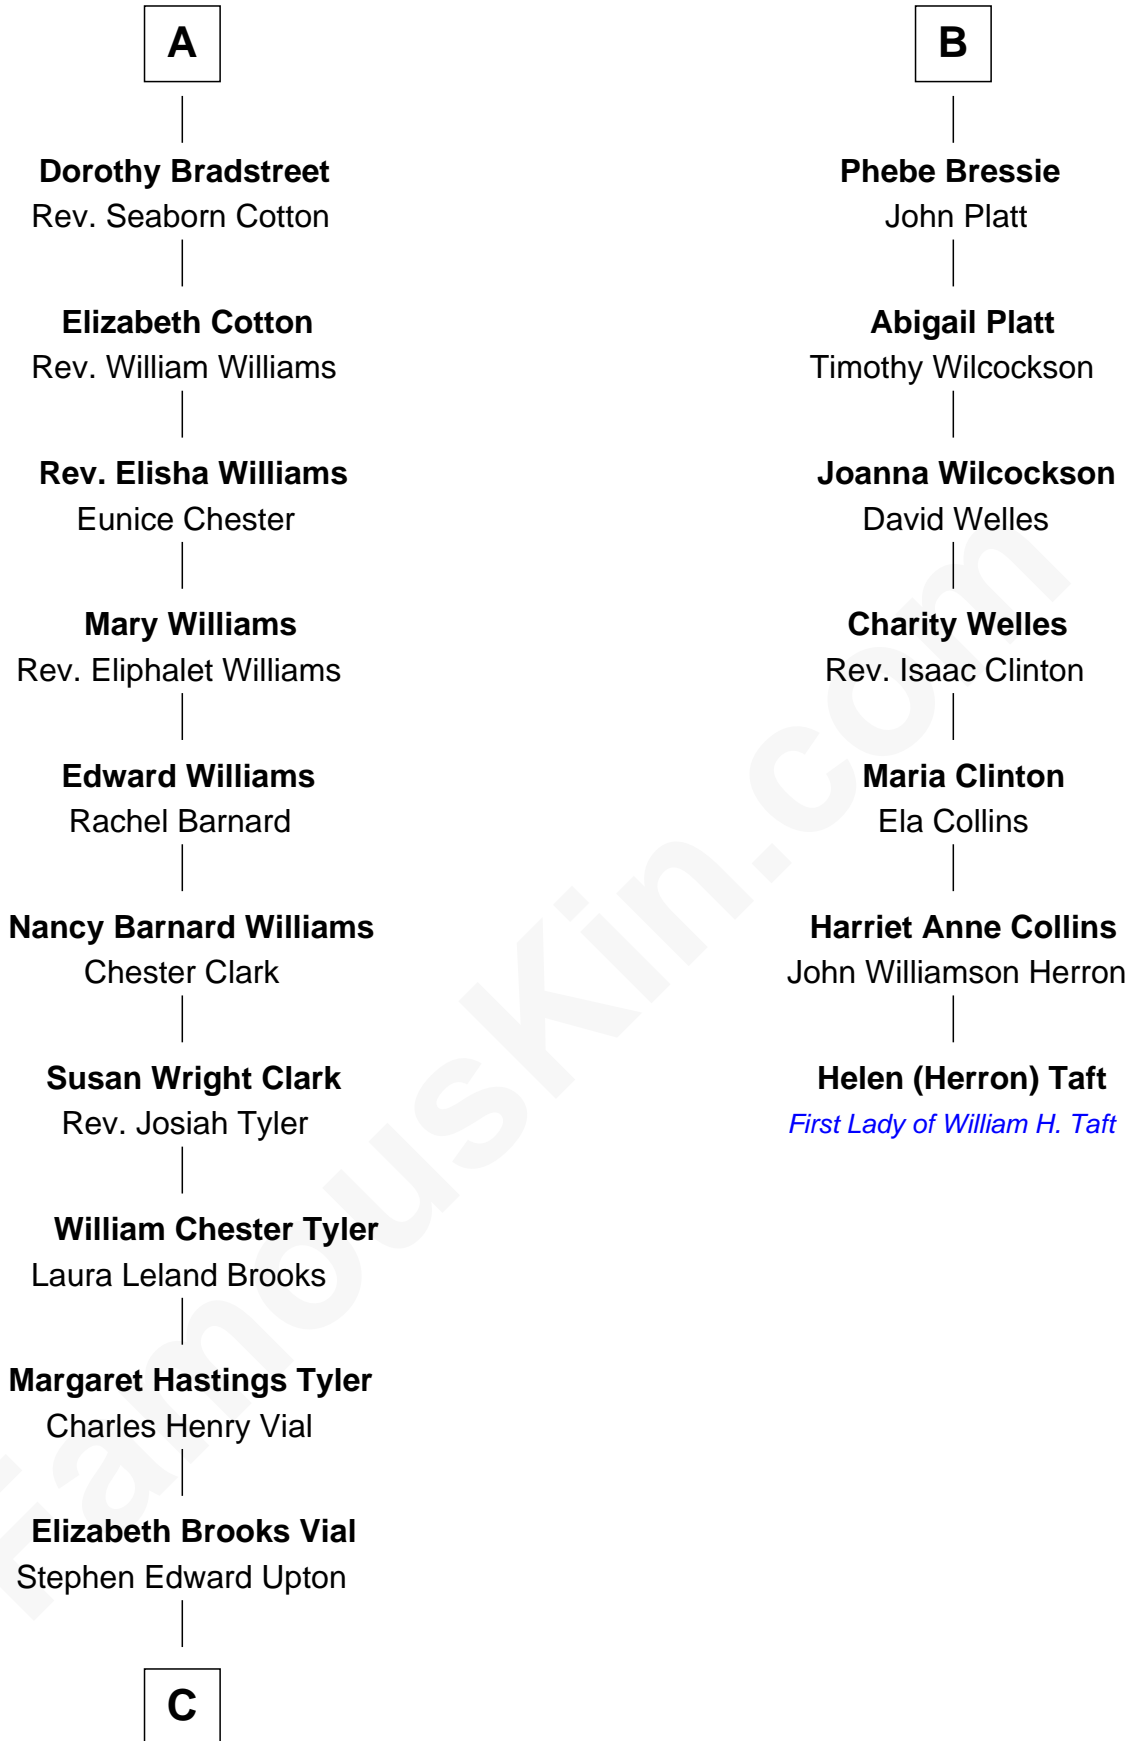 A
Dorothy Bradstreet
Rev. Seaborn Cotton
Elizabeth Cotton
Rev. William Williams
Rev. Elisha Williams
Eunice Chester
Mary Williams
Rev. Eliphalet Williams
Edward Williams
Rachel Barnard
Nancy Barnard Williams
Chester Clark
Susan Wright Clark
Rev. Josiah Tyler
William Chester Tyler
Laura Leland Brooks
Margaret Hastings Tyler
Charles Henry Vial
Elizabeth Brooks Vial
Stephen Edward Upton
C
B
Phebe Bressie
John Platt
Abigail Platt
Timothy Wilcockson
Joanna Wilcockson
David Welles
Charity Welles
Rev. Isaac Clinton
Maria Clinton
Ela Collins
Harriet Anne Collins
John Williamson Herron
Helen (Herron) Taft
First Lady of William H. Taft
FamousKin.com